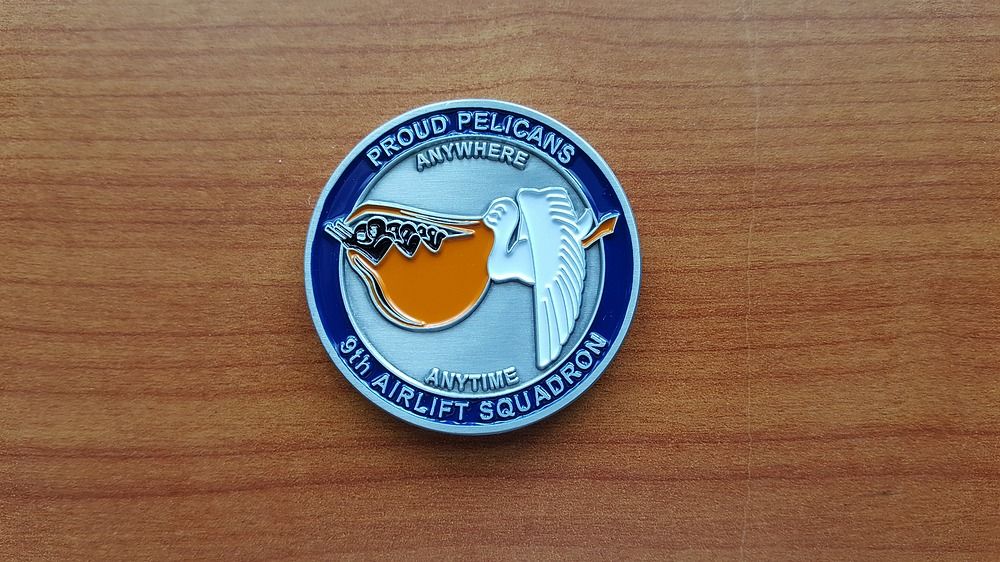 PROUD PELICANS
ANYWHERE
ANYTIME
9th AIRLIFT SQUADRON